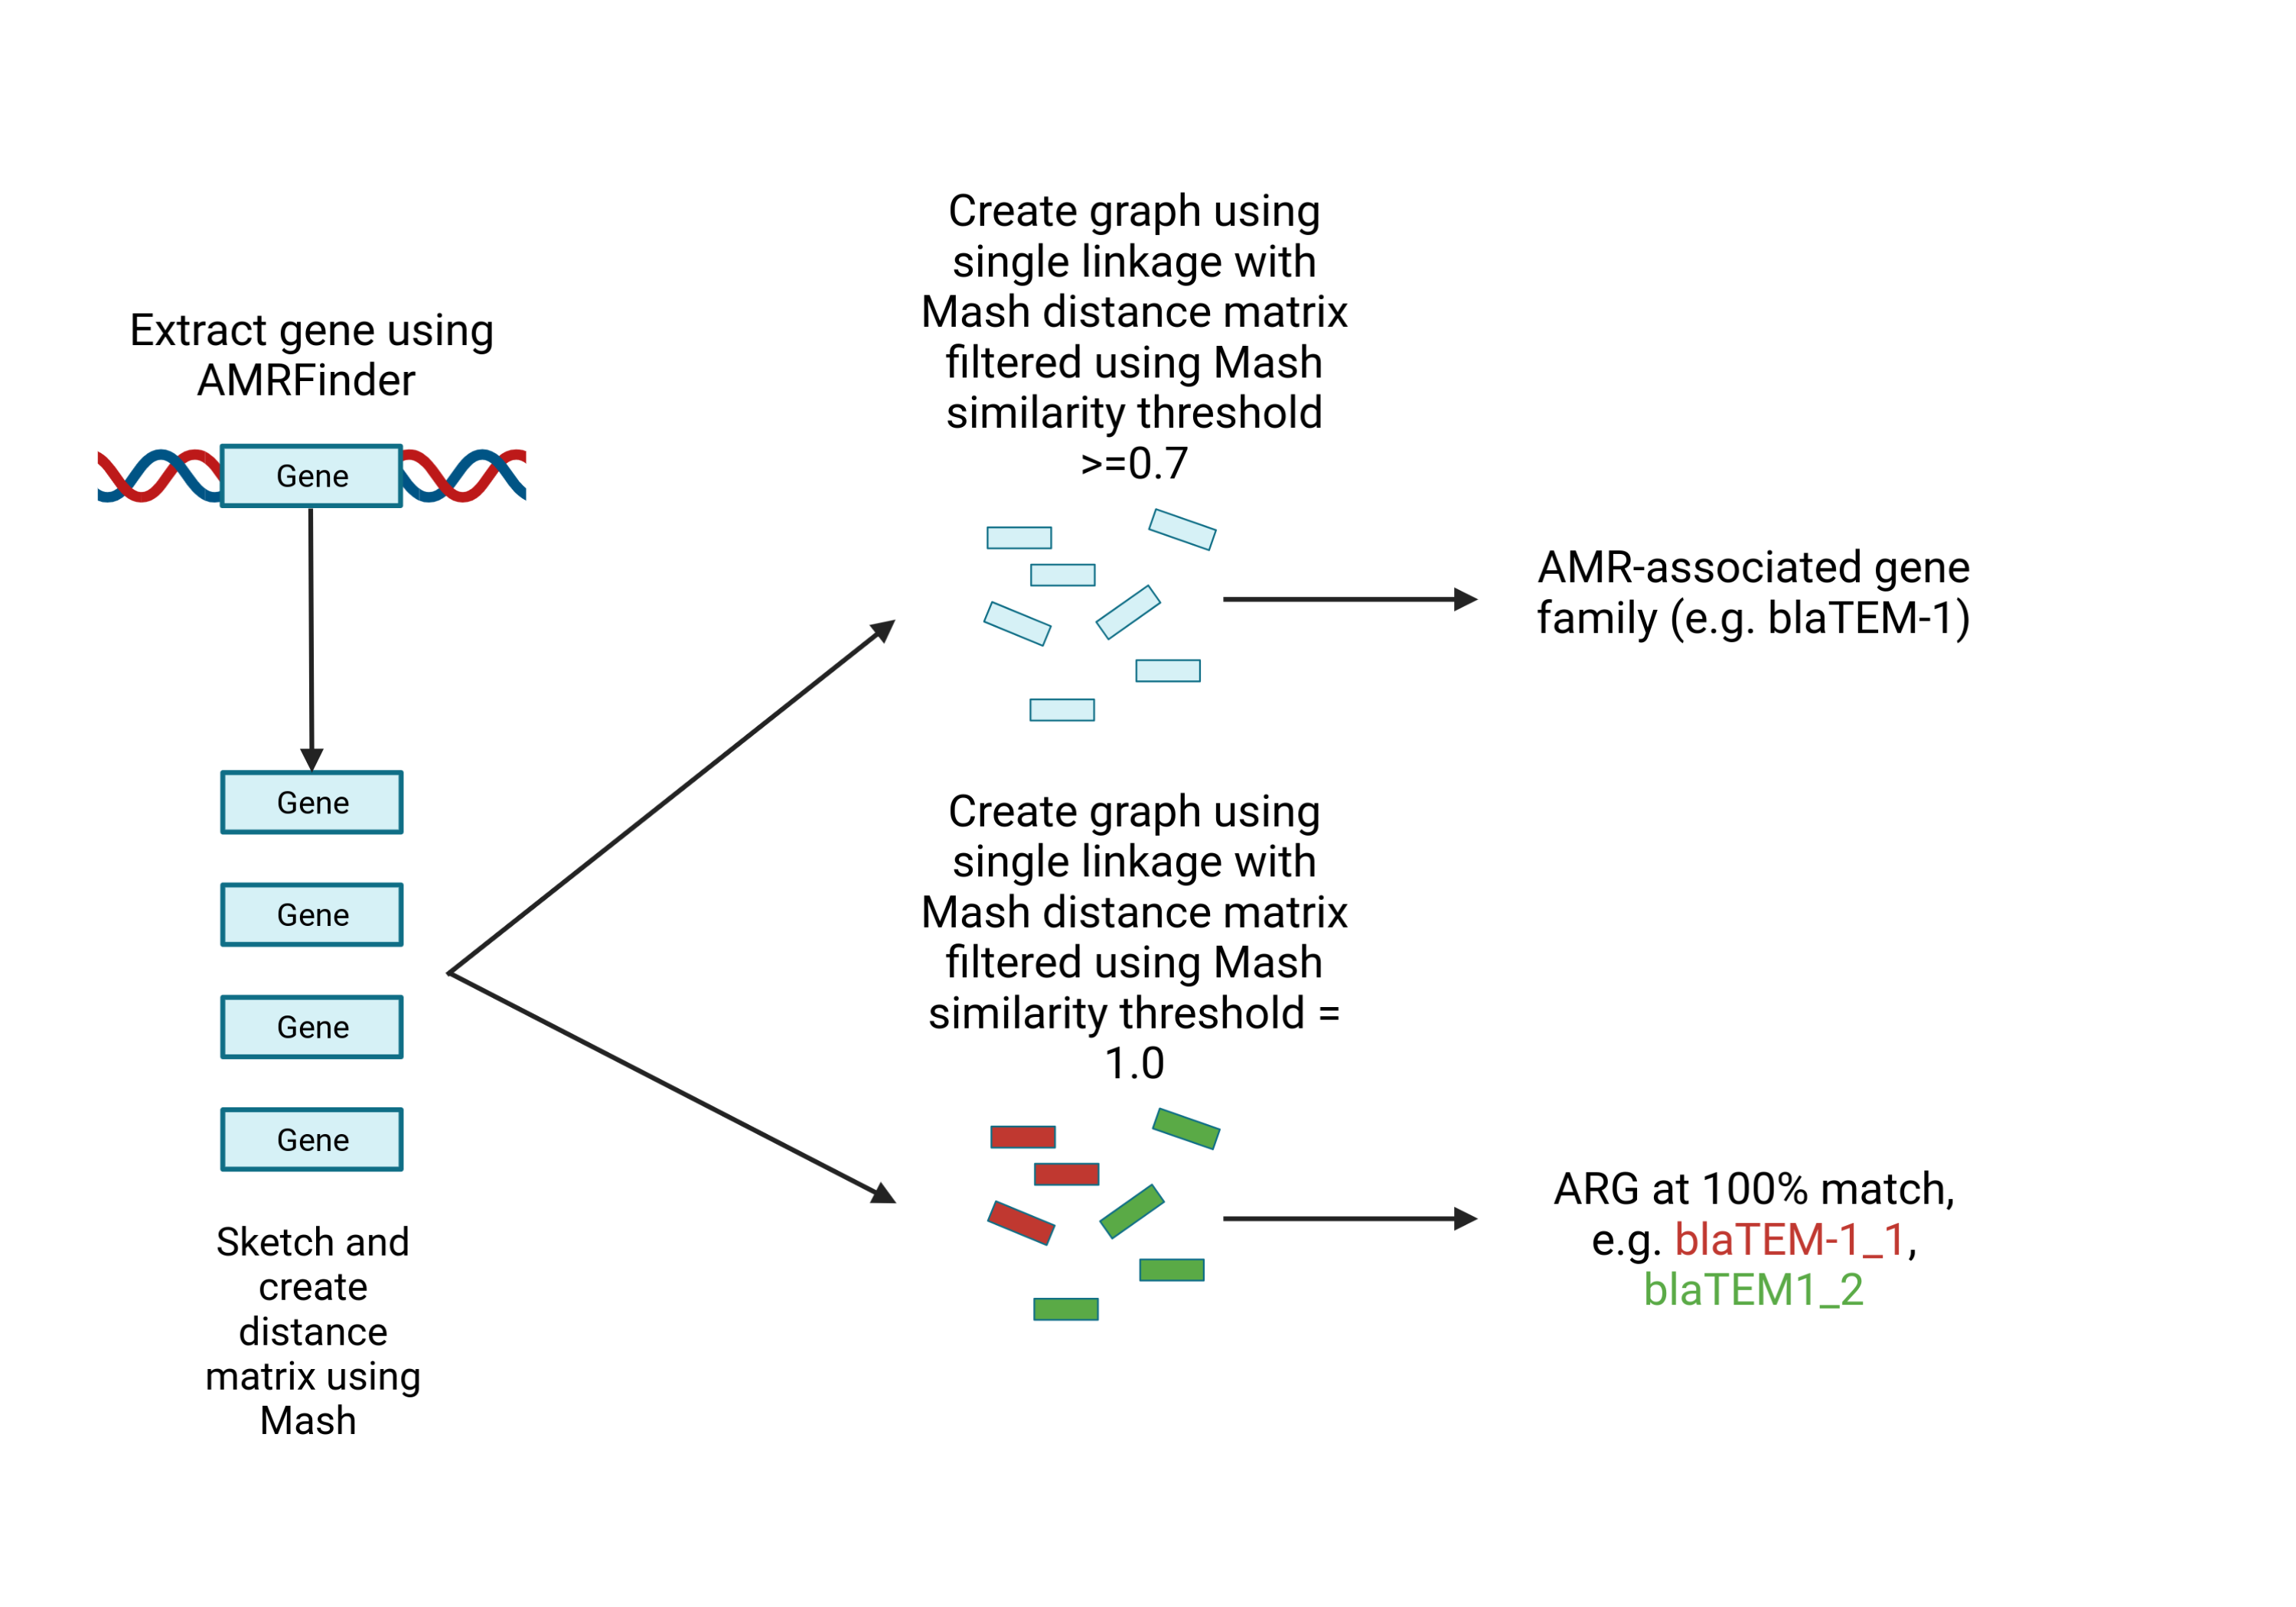 Extract gene using
AMRFinder
Gene
Gene
Gene
Gene
Gene
Sketch and
create
distance
matrix using
Mash
Create graph using
single linkage with
Mash distance matrix
filtered using Mash
similarity threshold
>=0.7
AMR-associated gene
family (e.g. blaTEM-1)
Create graph using
single linkage with
Mash distance matrix
filtered using Mash
similarity threshold =
1.0
ARG at 100% match,
e.g. blaTEM-1_1,
blaTEM1_2